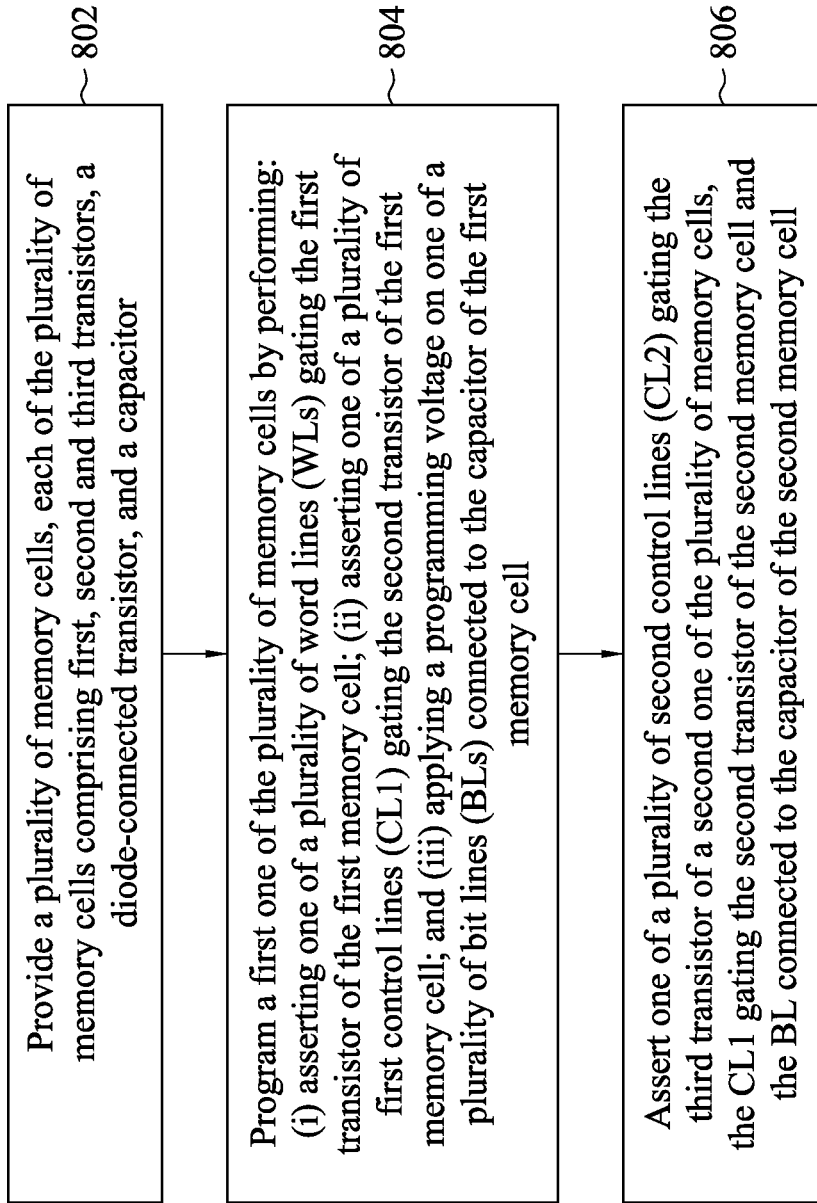 Provide a plurality of memory cells, each of the plurality of
memory cells comprising first, second and third transistors, a
diode-connected transistor, and a capacitor
802
Program a first one of the plurality of memory cells by performing:
(i) asserting one of a plurality of word lines (WLs) gating the first
transistor of the first memory cell; (ii) asserting one of a plurality of
first control lines (CL1) gating the second transistor of the first
memory cell; and (iii) applying a programming voltage on one of a
plurality of bit lines (BLs) connected to the capacitor of the first
memory cell
804
Assert one of a plurality of second control lines (CL2) gating the
third transistor of a second one of the plurality of memory cells,
the CL1 gating the second transistor of the second memory cell and
the BL connected to the capacitor of the second memory cell
806